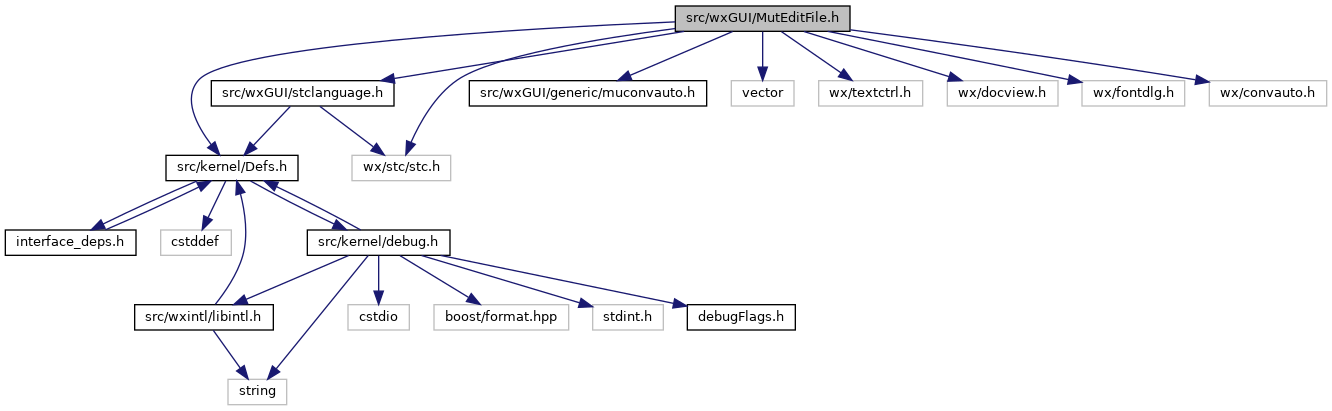 src/wxGUI/MutEditFile.h
src/wxGUI/stclanguage.h
src/wxGUI/generic/muconvauto.h
vector
wx/textctrl.h
wx/docview.h
wx/fontdlg.h
wx/convauto.h
src/kernel/Defs.h
wx/stc/stc.h
interface_deps.h
cstddef
src/kernel/debug.h
src/wxintl/libintl.h
cstdio
boost/format.hpp
stdint.h
debugFlags.h
string